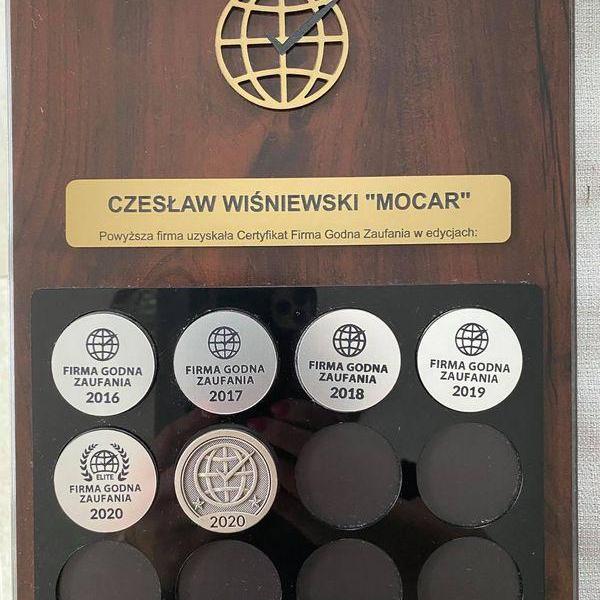 CZESŁAW WIŚNIEWSKI "MOCAR"
Powyższa firma uzyskała Certyfikat Firma Godna Zaufania w edycjach:
FIRMA GODNA
ZAUFANIA
2016
FIRMA GODNA
ZAUFANIA
2017
FIRMA GODNA
ZAUFANIA
2018
FIRMA GODNA
ZAUFANIA
2019
ELITE
FIRMA GODNA
ZAUFANIA
2020
2020